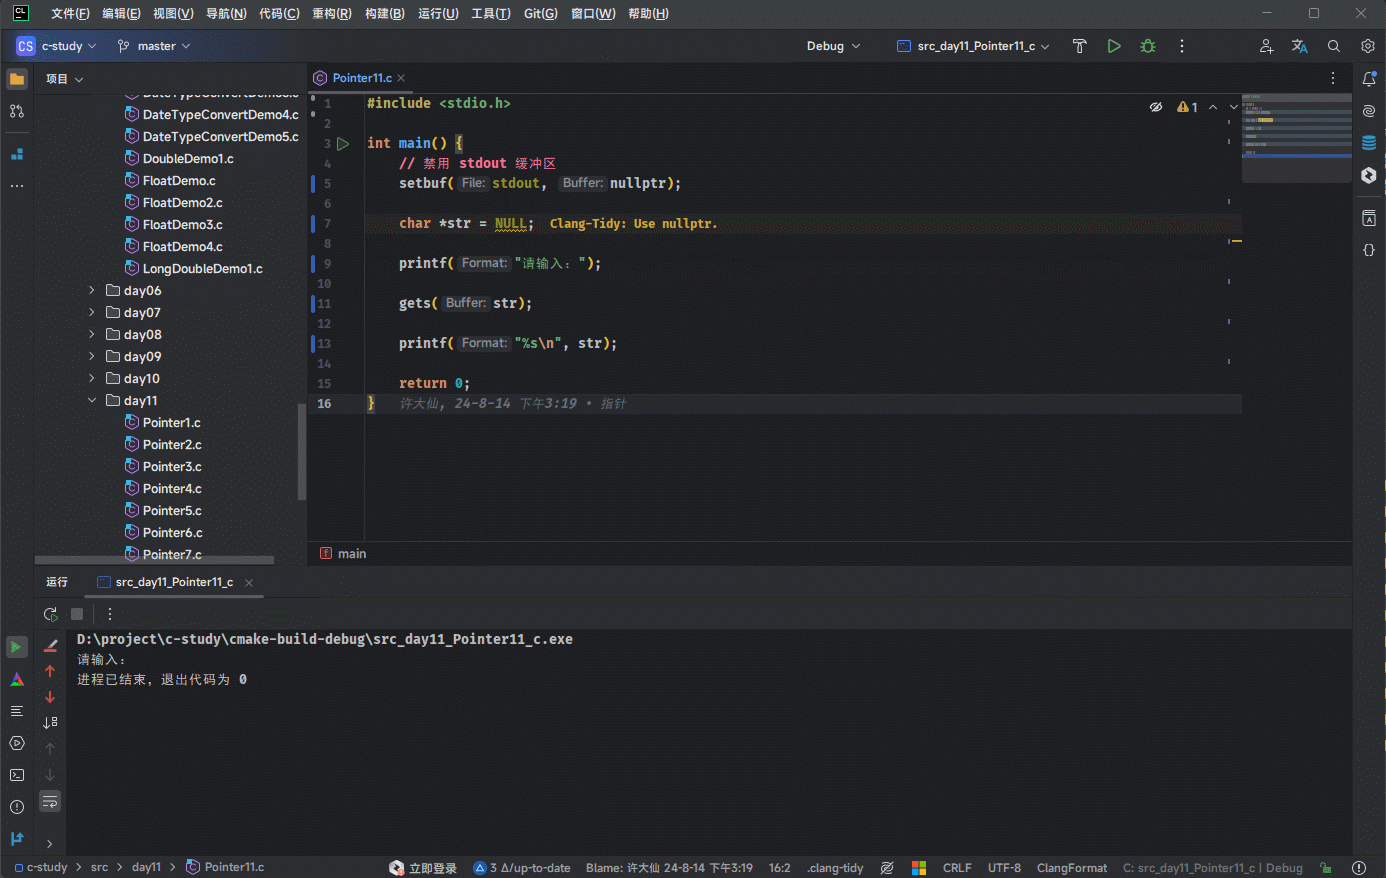 CL 文件(F) 编辑(E) 视图(V) 导航(N) 代码(C) 重构(R) 构建(B) 运行(U) 工具(T) Git(G) 窗口(W) 帮助(H)
CS c-study master Debug src_day11_Pointer11_c
项目
Pointer11.c
DateTypeConvertDemo4.c
DateTypeConvertDemo5.c
DoubleDemo1.c
FloatDemo.c
FloatDemo2.c
FloatDemo3.c
FloatDemo4.c
LongDoubleDemo1.c
day06
day07
day08
day09
day10
day11
Pointer1.c
Pointer2.c
Pointer3.c
Pointer4.c
Pointer5.c
Pointer6.c
Pointer7.c
1 #include <stdio.h>
2
3 int main() {
4 // 禁用 stdout 缓冲区
5 setbuf( File: stdout, Buffer: nullptr);
6
7 char *str = NULL; Clang-Tidy: Use nullptr.
8
9 printf( Format: "请输入：");
10
11 gets( Buffer: str);
12
13 printf( Format: "%s\n", str);
14
15 return 0;
16 } 许大仙, 24-8-14 下午3:19 • 指针
1
main
运行 src_day11_Pointer11_c
D:\project\c-study\cmake-build-debug\src_day11_Pointer11_c.exe
请输入：
进程已结束，退出代码为 0
c-study src day11 Pointer11.c 立即登录 3 Δ/up-to-date Blame: 许大仙 24-8-14 下午3:19 16:2 .clang-tidy CRLF UTF-8 ClangFormat C: src_day11_Pointer11_c | Debug